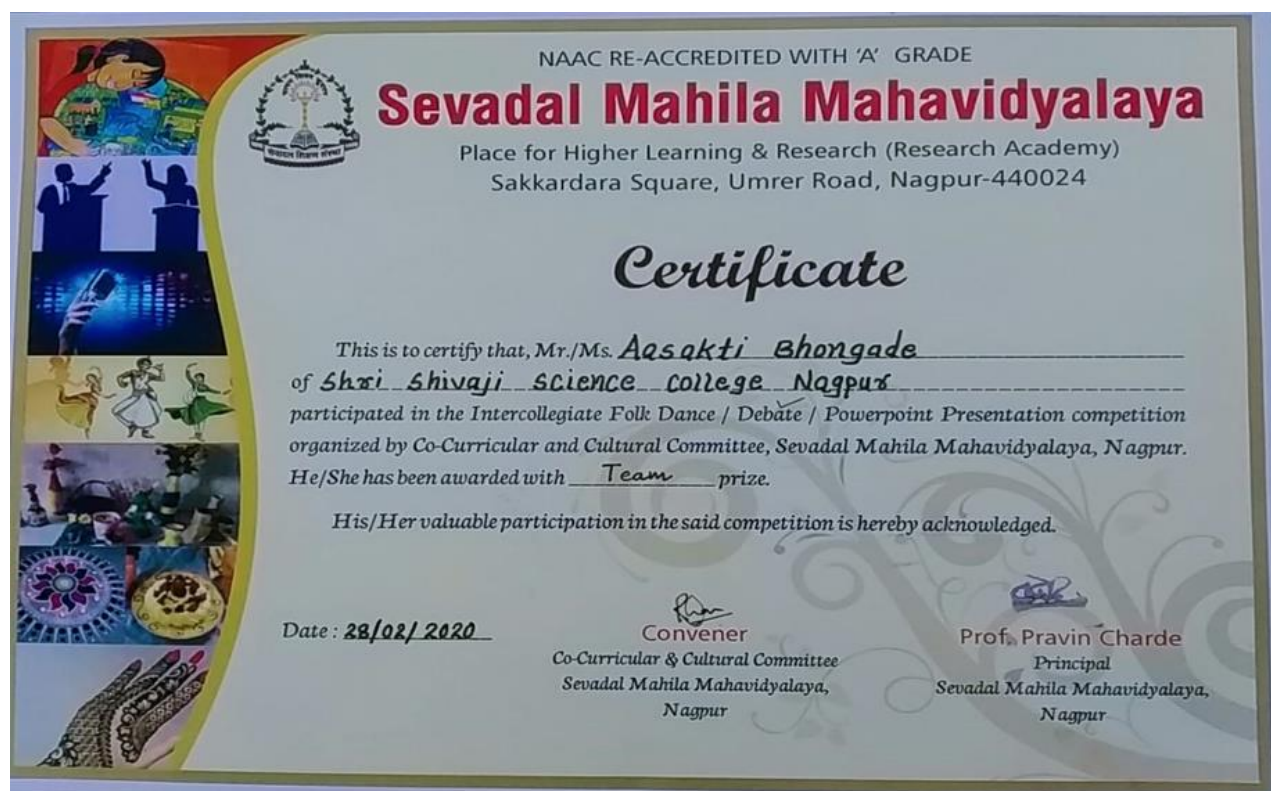 NAAC RE-ACCREDITED WITH 'A' GRADE
Sevadal Mahila Mahavidyalaya
Place for Higher Learning & Research (Research Academy)
Sakkardara Square, Umrer Road, Nagpur-440024
Certificate
This is to certify that, Mr./Ms. Aasakti Bhongade
of Shri Shivaji Science College Nagpur
participated in the Intercollegiate Folk Dance / Debate / Powerpoint Presentation competition
organized by Co-Curricular and Cultural Committee, Sevadal Mahila Mahavidyalaya, Nagpur.
He/She has been awarded with Team prize.
His/Her valuable participation in the said competition is hereby acknowledged.
Date : 28/02/2020
Convener
Co-Curricular & Cultural Committee
Sevadal Mahila Mahavidyalaya,
Nagpur
Prof. Pravin Charde
Principal
Sevadal Mahila Mahavidyalaya,
Nagpur